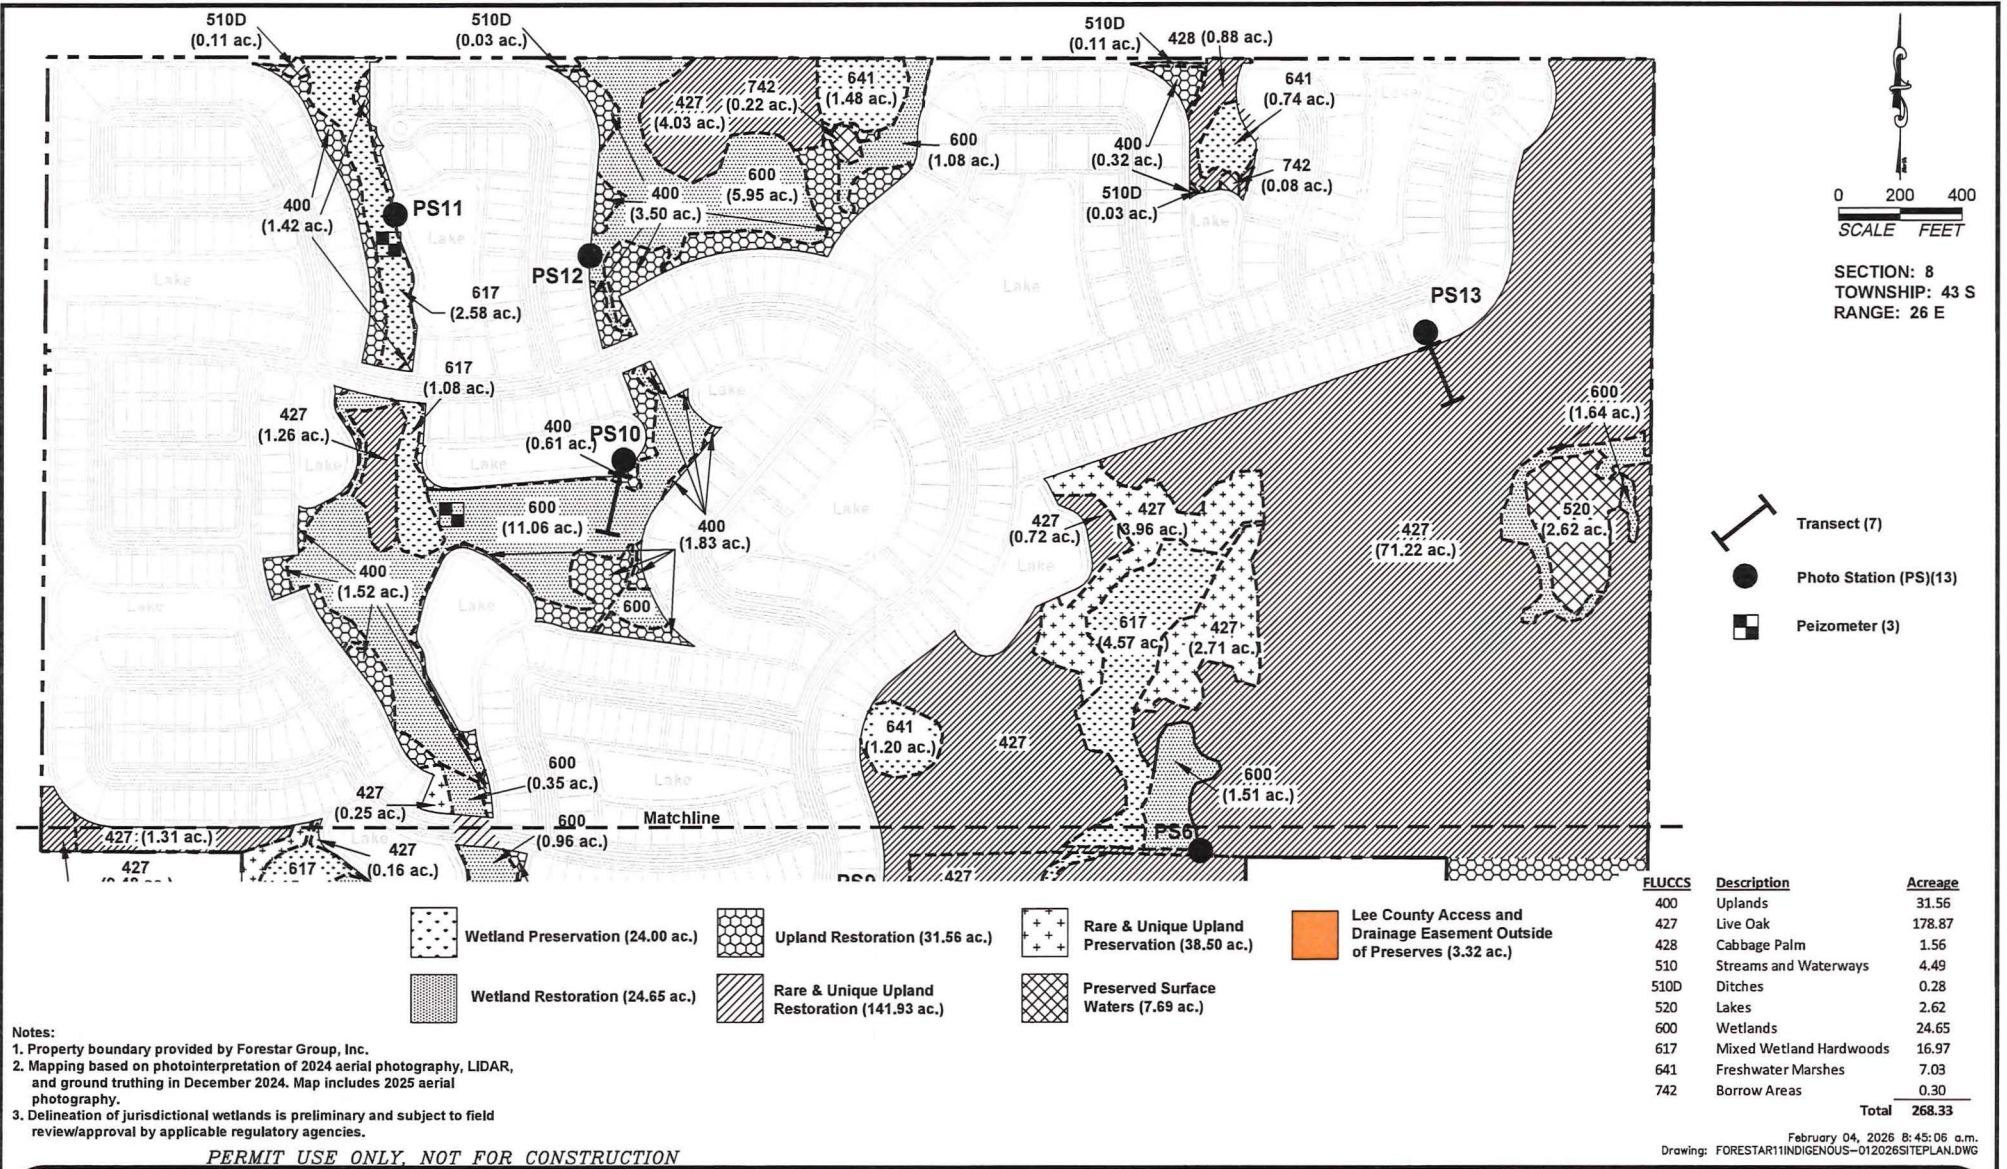 510D
(0.11 ac.)
510D
(0.03 ac.)
510D
(0.11 ac.)
428 (0.88 ac.)
641
(1.48 ac.)
742
(0.22 ac.)
427
(4.03 ac.)
641
(0.74 ac.)
Lake
600
(1.08 ac.)
400
(0.32 ac.)
742
(0.08 ac.)
510D
(0.03 ac.)
600
(5.95 ac.)
400
(3.50 ac.)
400
(1.42 ac.)
PS11
Lake
Lake
PS12
Lake
Lake
617
(2.58 ac.)
PS13
0 200 400
SCALE FEET
SECTION: 8
TOWNSHIP: 43 S
RANGE: 26 E
617
(1.08 ac.)
Lake
427
(1.26 ac.)
400
(0.61 ac.)
PS10
600
(1.64 ac.)
Lake
Lake
600
(11.06 ac.)
Lake
400
(1.83 ac.)
427
(0.72 ac.)
427
(3.96 ac.)
427
(71.22 ac.)
520
(2.62 ac.)
Transect (7)
Photo Station (PS)(13)
Peizometer (3)
400
(1.52 ac.)
Lake
Lake
Lake
600
617
(4.57 ac.)
427
(2.71 ac.)
641
(1.20 ac.)
427
600
(0.35 ac.)
Lake
600
(1.51 ac.)
427
(0.25 ac.)
Matchline
427 (1.31 ac.)
Lake
600
(0.96 ac.)
PS6
427
427
(0.16 ac.)
617
PS9
427
Wetland Preservation (24.00 ac.)
Upland Restoration (31.56 ac.)
Rare & Unique Upland
Preservation (38.50 ac.)
Lee County Access and
Drainage Easement Outside
of Preserves (3.32 ac.)
Wetland Restoration (24.65 ac.)
Rare & Unique Upland
Restoration (141.93 ac.)
Preserved Surface
Waters (7.69 ac.)
FLUCCS Description Acreage
400 Uplands 31.56
427 Live Oak 178.87
428 Cabbage Palm 1.56
510 Streams and Waterways 4.49
510D Ditches 0.28
520 Lakes 2.62
600 Wetlands 24.65
617 Mixed Wetland Hardwoods 16.97
641 Freshwater Marshes 7.03
742 Borrow Areas 0.30
Total 268.33
Notes:
1. Property boundary provided by Forestar Group, Inc.
2. Mapping based on photointerpretation of 2024 aerial photography, LIDAR,
and ground truthing in December 2024. Map includes 2025 aerial
photography.
3. Delineation of jurisdictional wetlands is preliminary and subject to field
review/approval by applicable regulatory agencies.
PERMIT USE ONLY, NOT FOR CONSTRUCTION
February 04, 2026 8:45:06 a.m.
Drawing: FORESTAR11INDIGENOUS-012026SITEPLAN.DWG